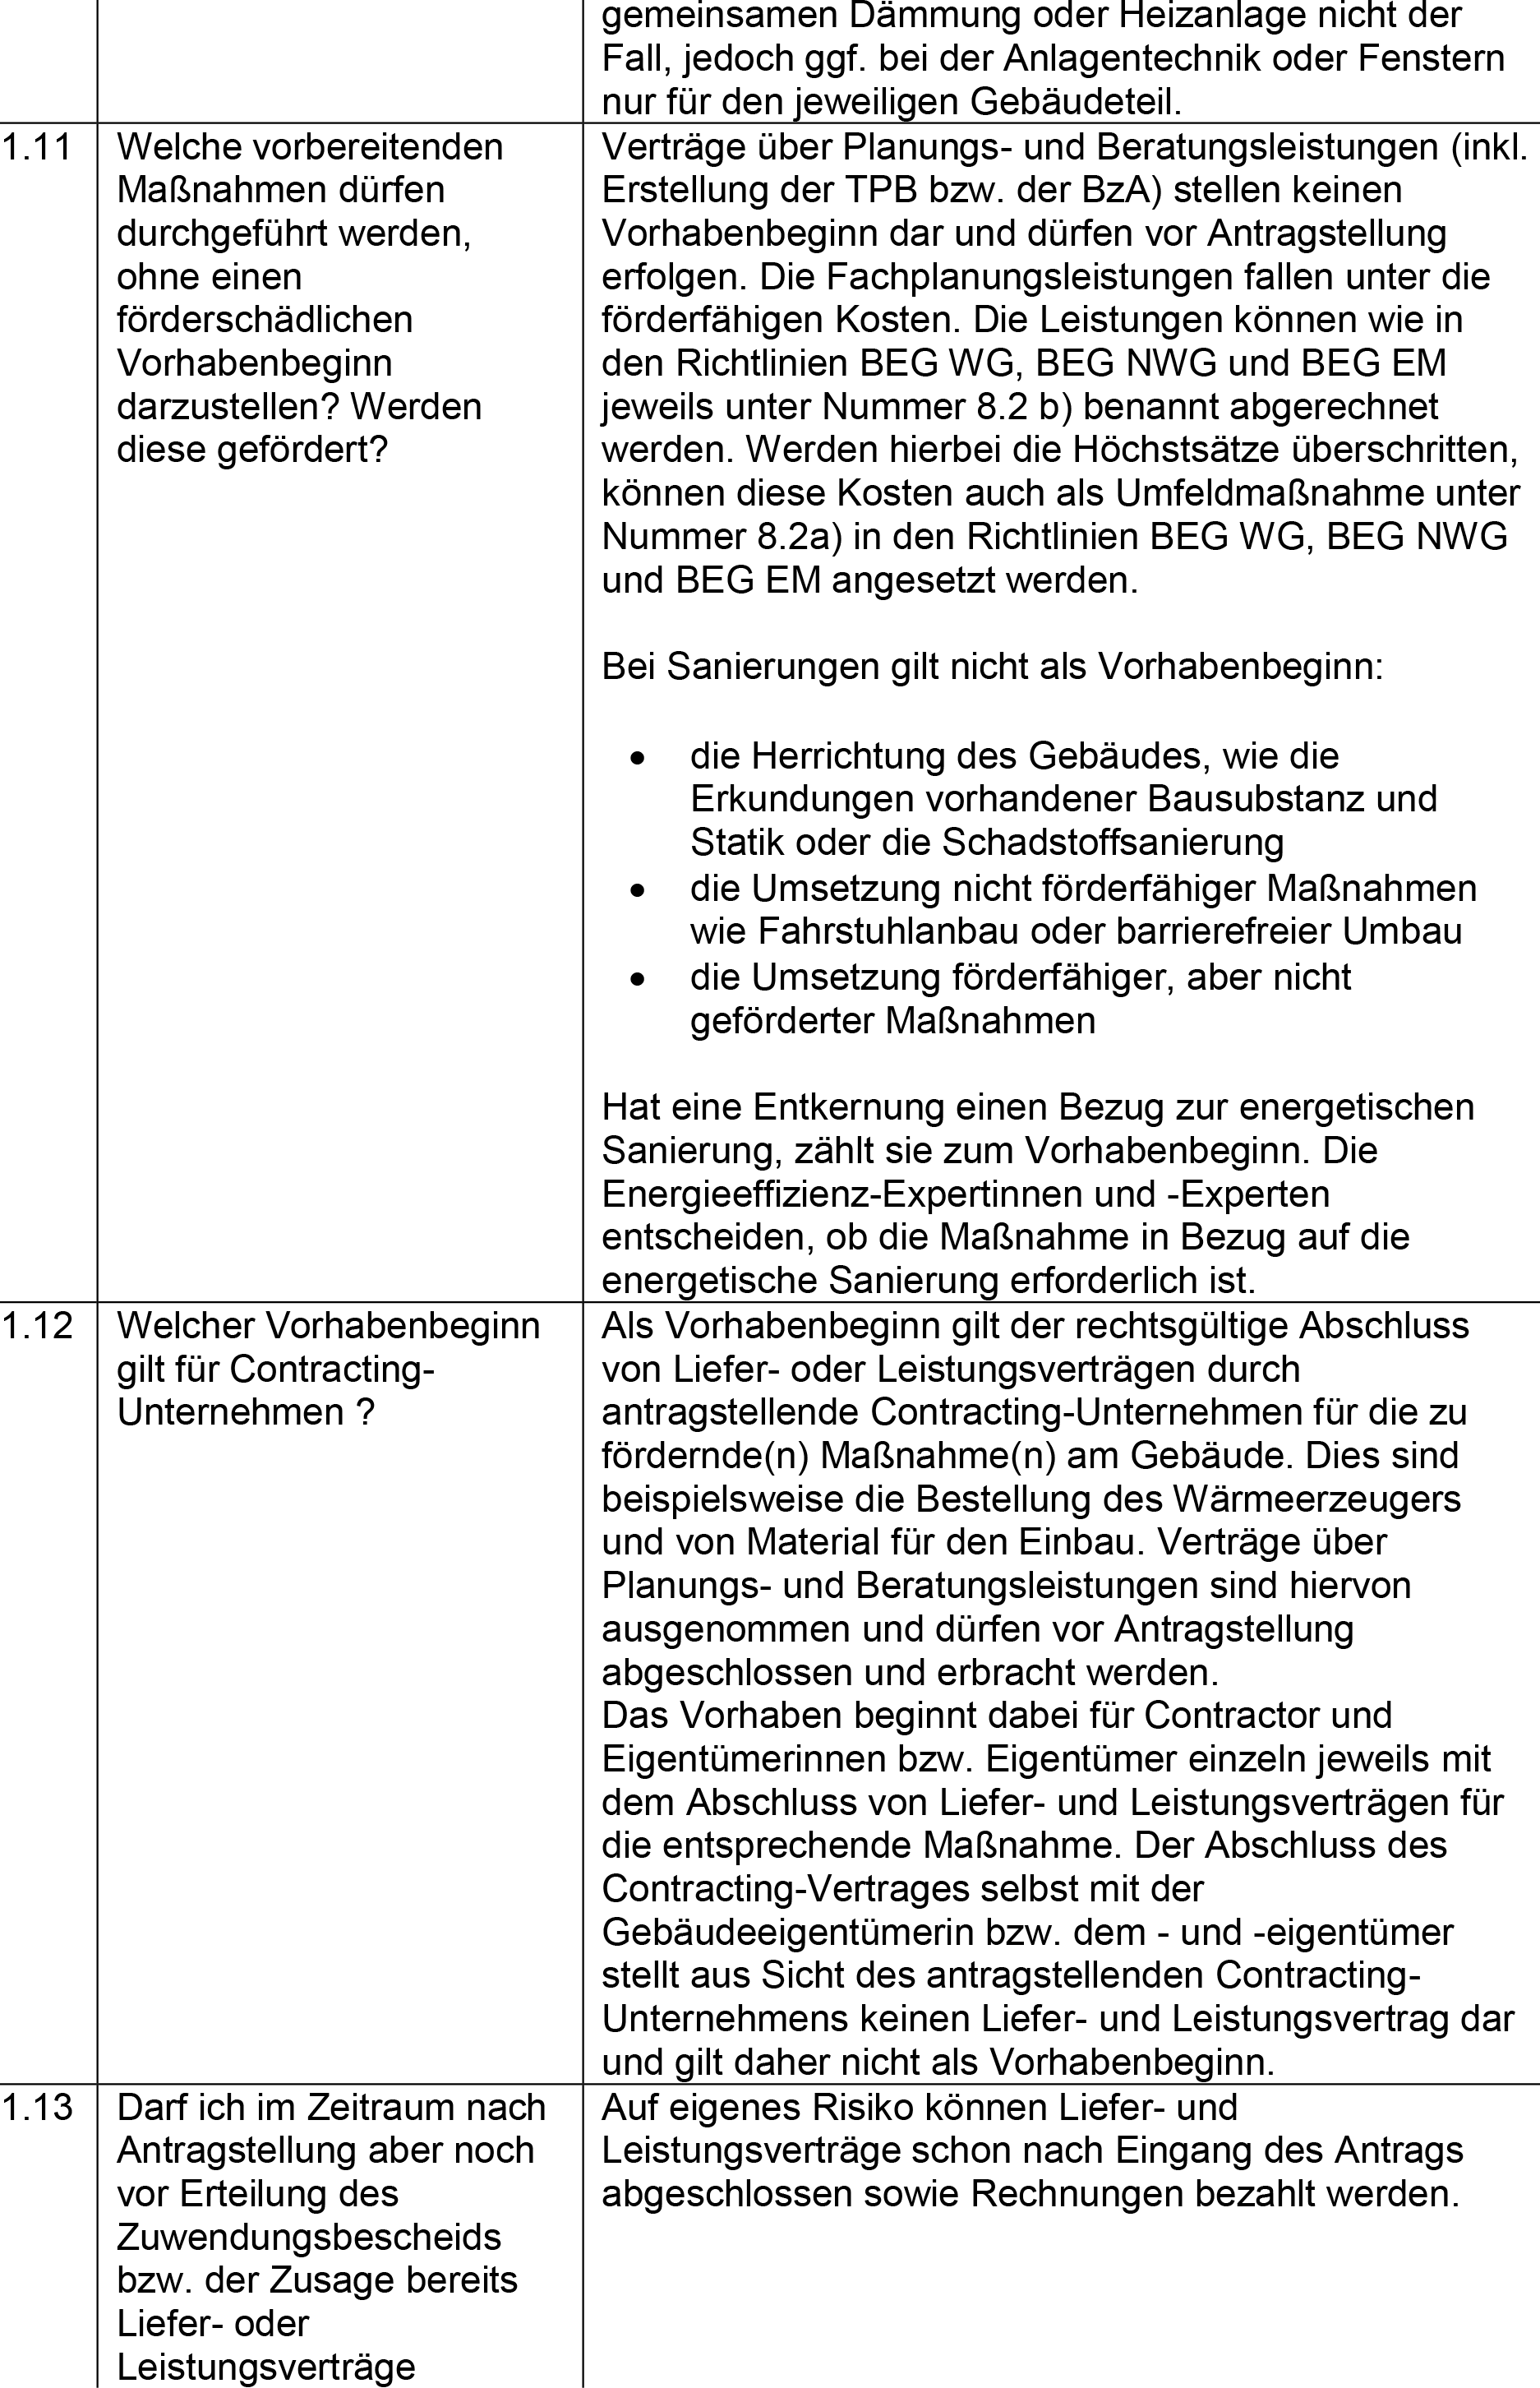 gemeinsamen Dämmung oder Heizanlage nicht der
Fall, jedoch ggf. bei der Anlagentechnik oder Fenstern
nur für den jeweiligen Gebäudeteil.
1.11
Welche vorbereitenden
Maßnahmen dürfen
durchgeführt werden,
ohne einen
förderschädlichen
Vorhabenbeginn
darzustellen? Werden
diese gefördert?
Verträge über Planungs- und Beratungsleistungen (inkl.
Erstellung der TPB bzw. der BzA) stellen keinen
Vorhabenbeginn dar und dürfen vor Antragstellung
erfolgen. Die Fachplanungsleistungen fallen unter die
förderfähigen Kosten. Die Leistungen können wie in
den Richtlinien BEG WG, BEG NWG und BEG EM
jeweils unter Nummer 8.2 b) benannt abgerechnet
werden. Werden hierbei die Höchstsätze überschritten,
können diese Kosten auch als Umfeldmaßnahme unter
Nummer 8.2a) in den Richtlinien BEG WG, BEG NWG
und BEG EM angesetzt werden.
Bei Sanierungen gilt nicht als Vorhabenbeginn:
• die Herrichtung des Gebäudes, wie die
Erkundungen vorhandener Bausubstanz und
Statik oder die Schadstoffsanierung
• die Umsetzung nicht förderfähiger Maßnahmen
wie Fahrstuhlanbau oder barrierefreier Umbau
• die Umsetzung förderfähiger, aber nicht
geförderter Maßnahmen
Hat eine Entkernung einen Bezug zur energetischen
Sanierung, zählt sie zum Vorhabenbeginn. Die
Energieeffizienz-Expertinnen und -Experten
entscheiden, ob die Maßnahme in Bezug auf die
energetische Sanierung erforderlich ist.
1.12
Welcher Vorhabenbeginn
gilt für Contracting-
Unternehmen ?
Als Vorhabenbeginn gilt der rechtsgültige Abschluss
von Liefer- oder Leistungsverträgen durch
antragstellende Contracting-Unternehmen für die zu
fördernde(n) Maßnahme(n) am Gebäude. Dies sind
beispielsweise die Bestellung des Wärmeerzeugers
und von Material für den Einbau. Verträge über
Planungs- und Beratungsleistungen sind hiervon
ausgenommen und dürfen vor Antragstellung
abgeschlossen und erbracht werden.
Das Vorhaben beginnt dabei für Contractor und
Eigentümerinnen bzw. Eigentümer einzeln jeweils mit
dem Abschluss von Liefer- und Leistungsverträgen für
die entsprechende Maßnahme. Der Abschluss des
Contracting-Vertrages selbst mit der
Gebäudeeigentümerin bzw. dem - und -eigentümer
stellt aus Sicht des antragstellenden Contracting-
Unternehmens keinen Liefer- und Leistungsvertrag dar
und gilt daher nicht als Vorhabenbeginn.
1.13
Darf ich im Zeitraum nach
Antragstellung aber noch
vor Erteilung des
Zuwendungsbescheids
bzw. der Zusage bereits
Liefer- oder
Leistungsverträge
Auf eigenes Risiko können Liefer- und
Leistungsverträge schon nach Eingang des Antrags
abgeschlossen sowie Rechnungen bezahlt werden.